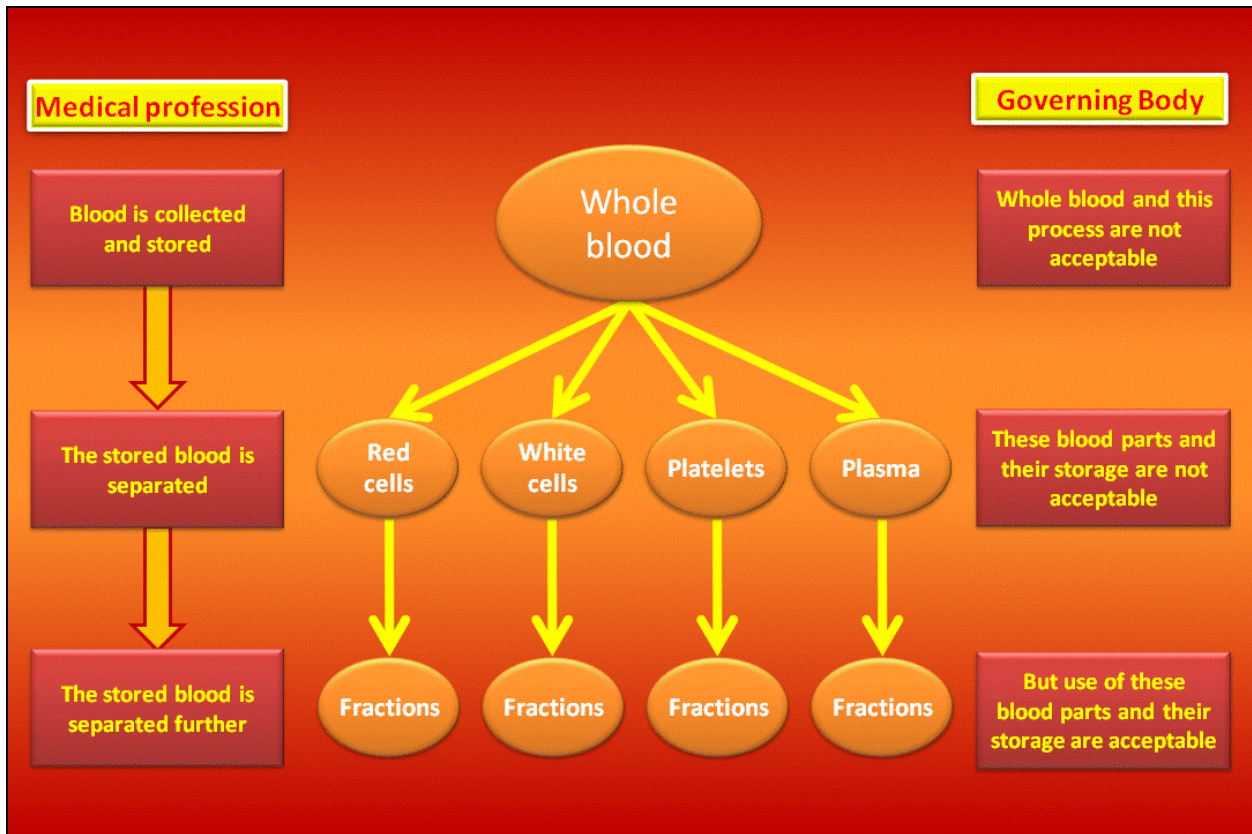 Medical profession
Governing Body
Blood is collected
and stored
Whole
blood
Whole blood and this
process are not
acceptable
The stored blood is
separated
Red
cells
White
cells
Platelets
Plasma
These blood parts and
their storage are not
acceptable
The stored blood is
separated further
Fractions
Fractions
Fractions
Fractions
But use of these
blood parts and their
storage are acceptable